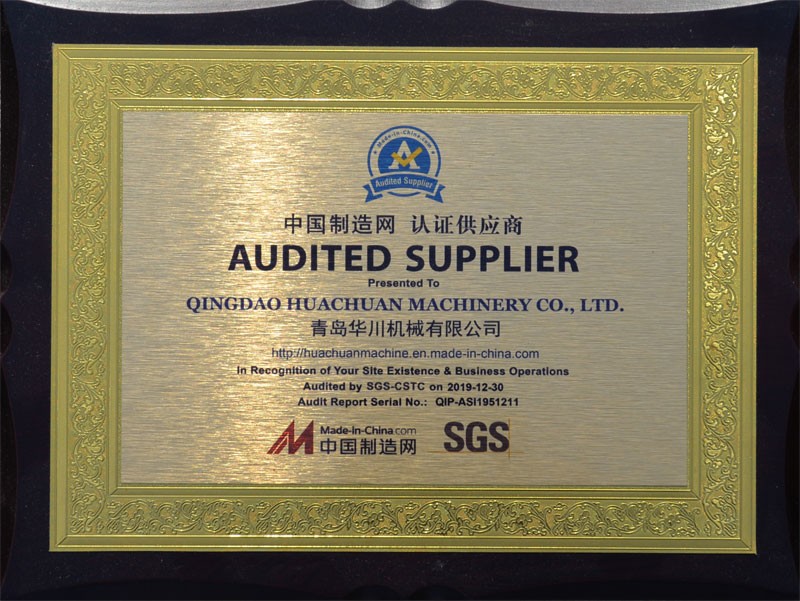 Made-in-China.com
A
Audited Supplier
中国制造网 认证供应商
AUDITED SUPPLIER
Presented To
QINGDAO HUACHUAN MACHINERY CO., LTD.
青岛华川机械有限公司
http://huachuanmachine.en.made-in-china.com
In Recognition of Your Site Existence & Business Operations
Audited by SGS-CSTC on 2019-12-30
Audit Report Serial No.: QIP-ASI1951211
Made-in-China.com
中国制造网
SGS